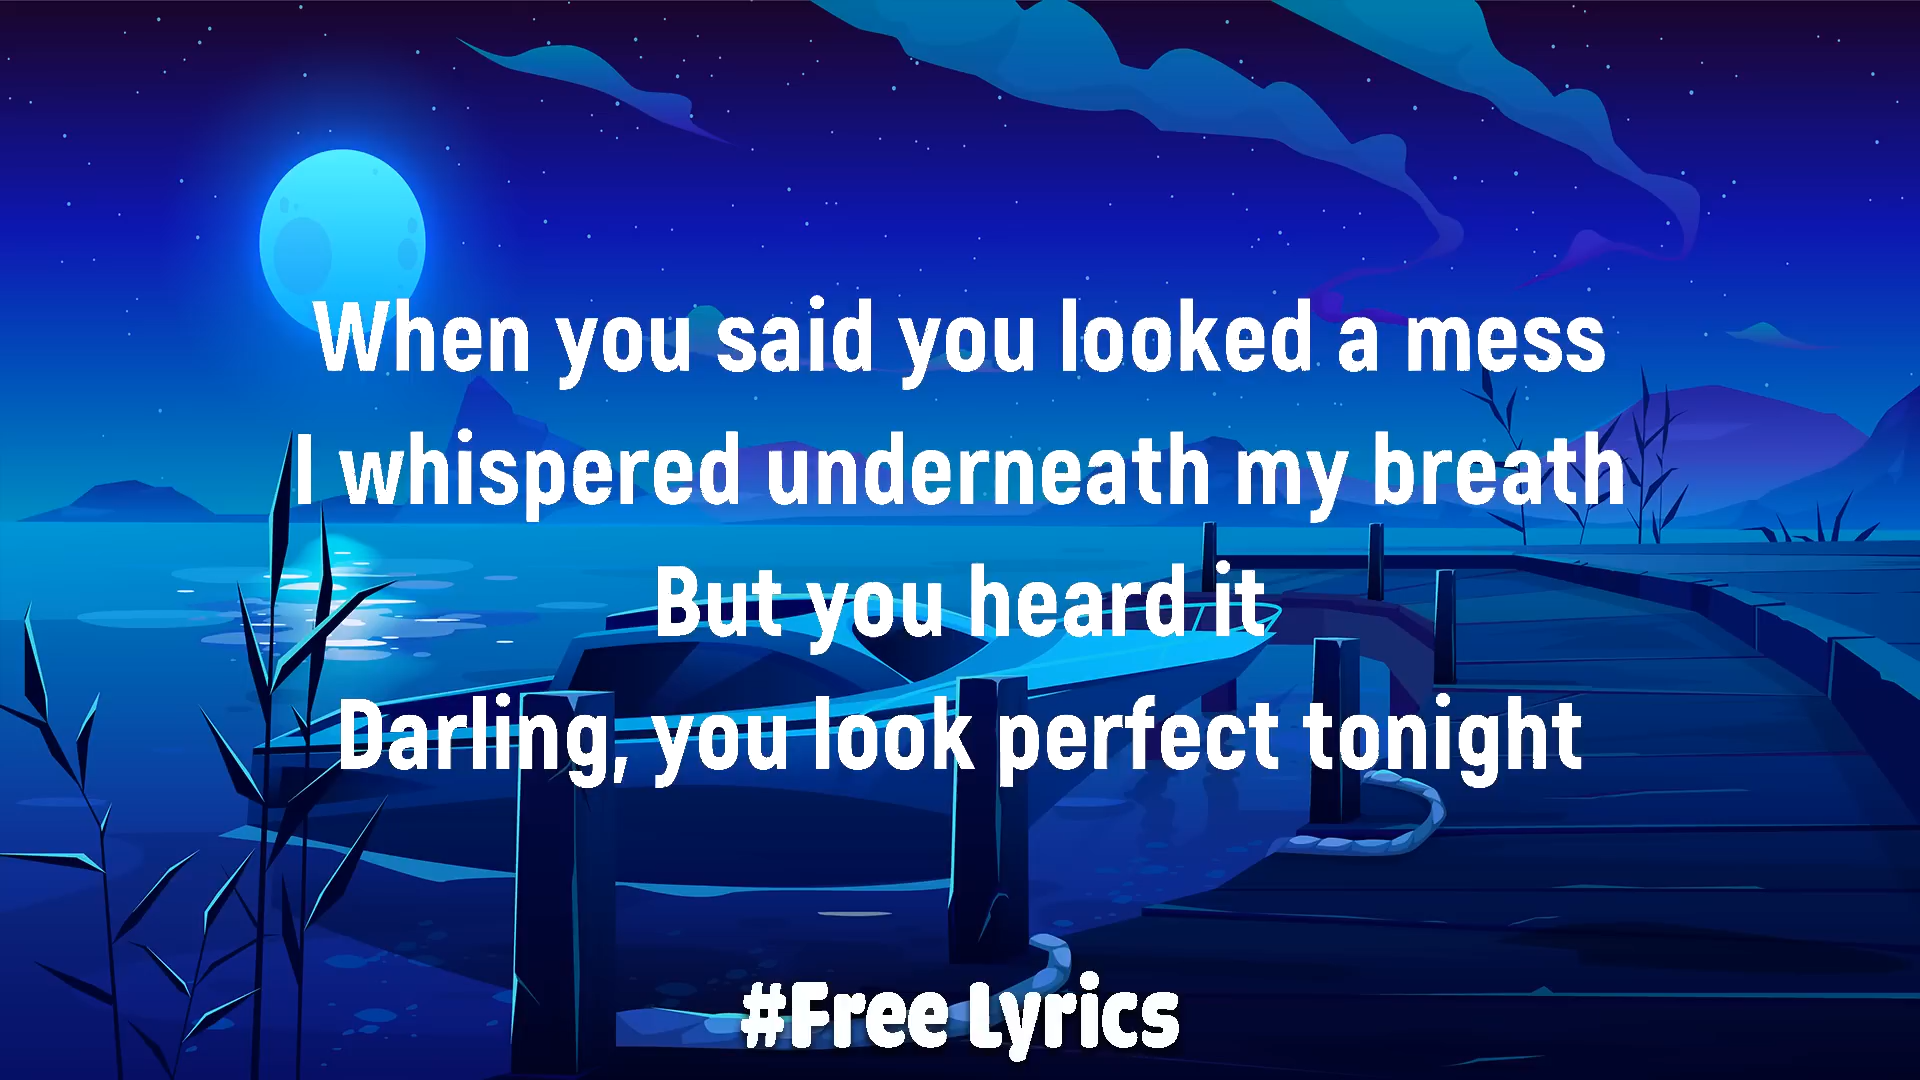 When you said you looked a mess
I whispered underneath my breath
But you heard it
Darling, you look perfect tonight
#Free Lyrics